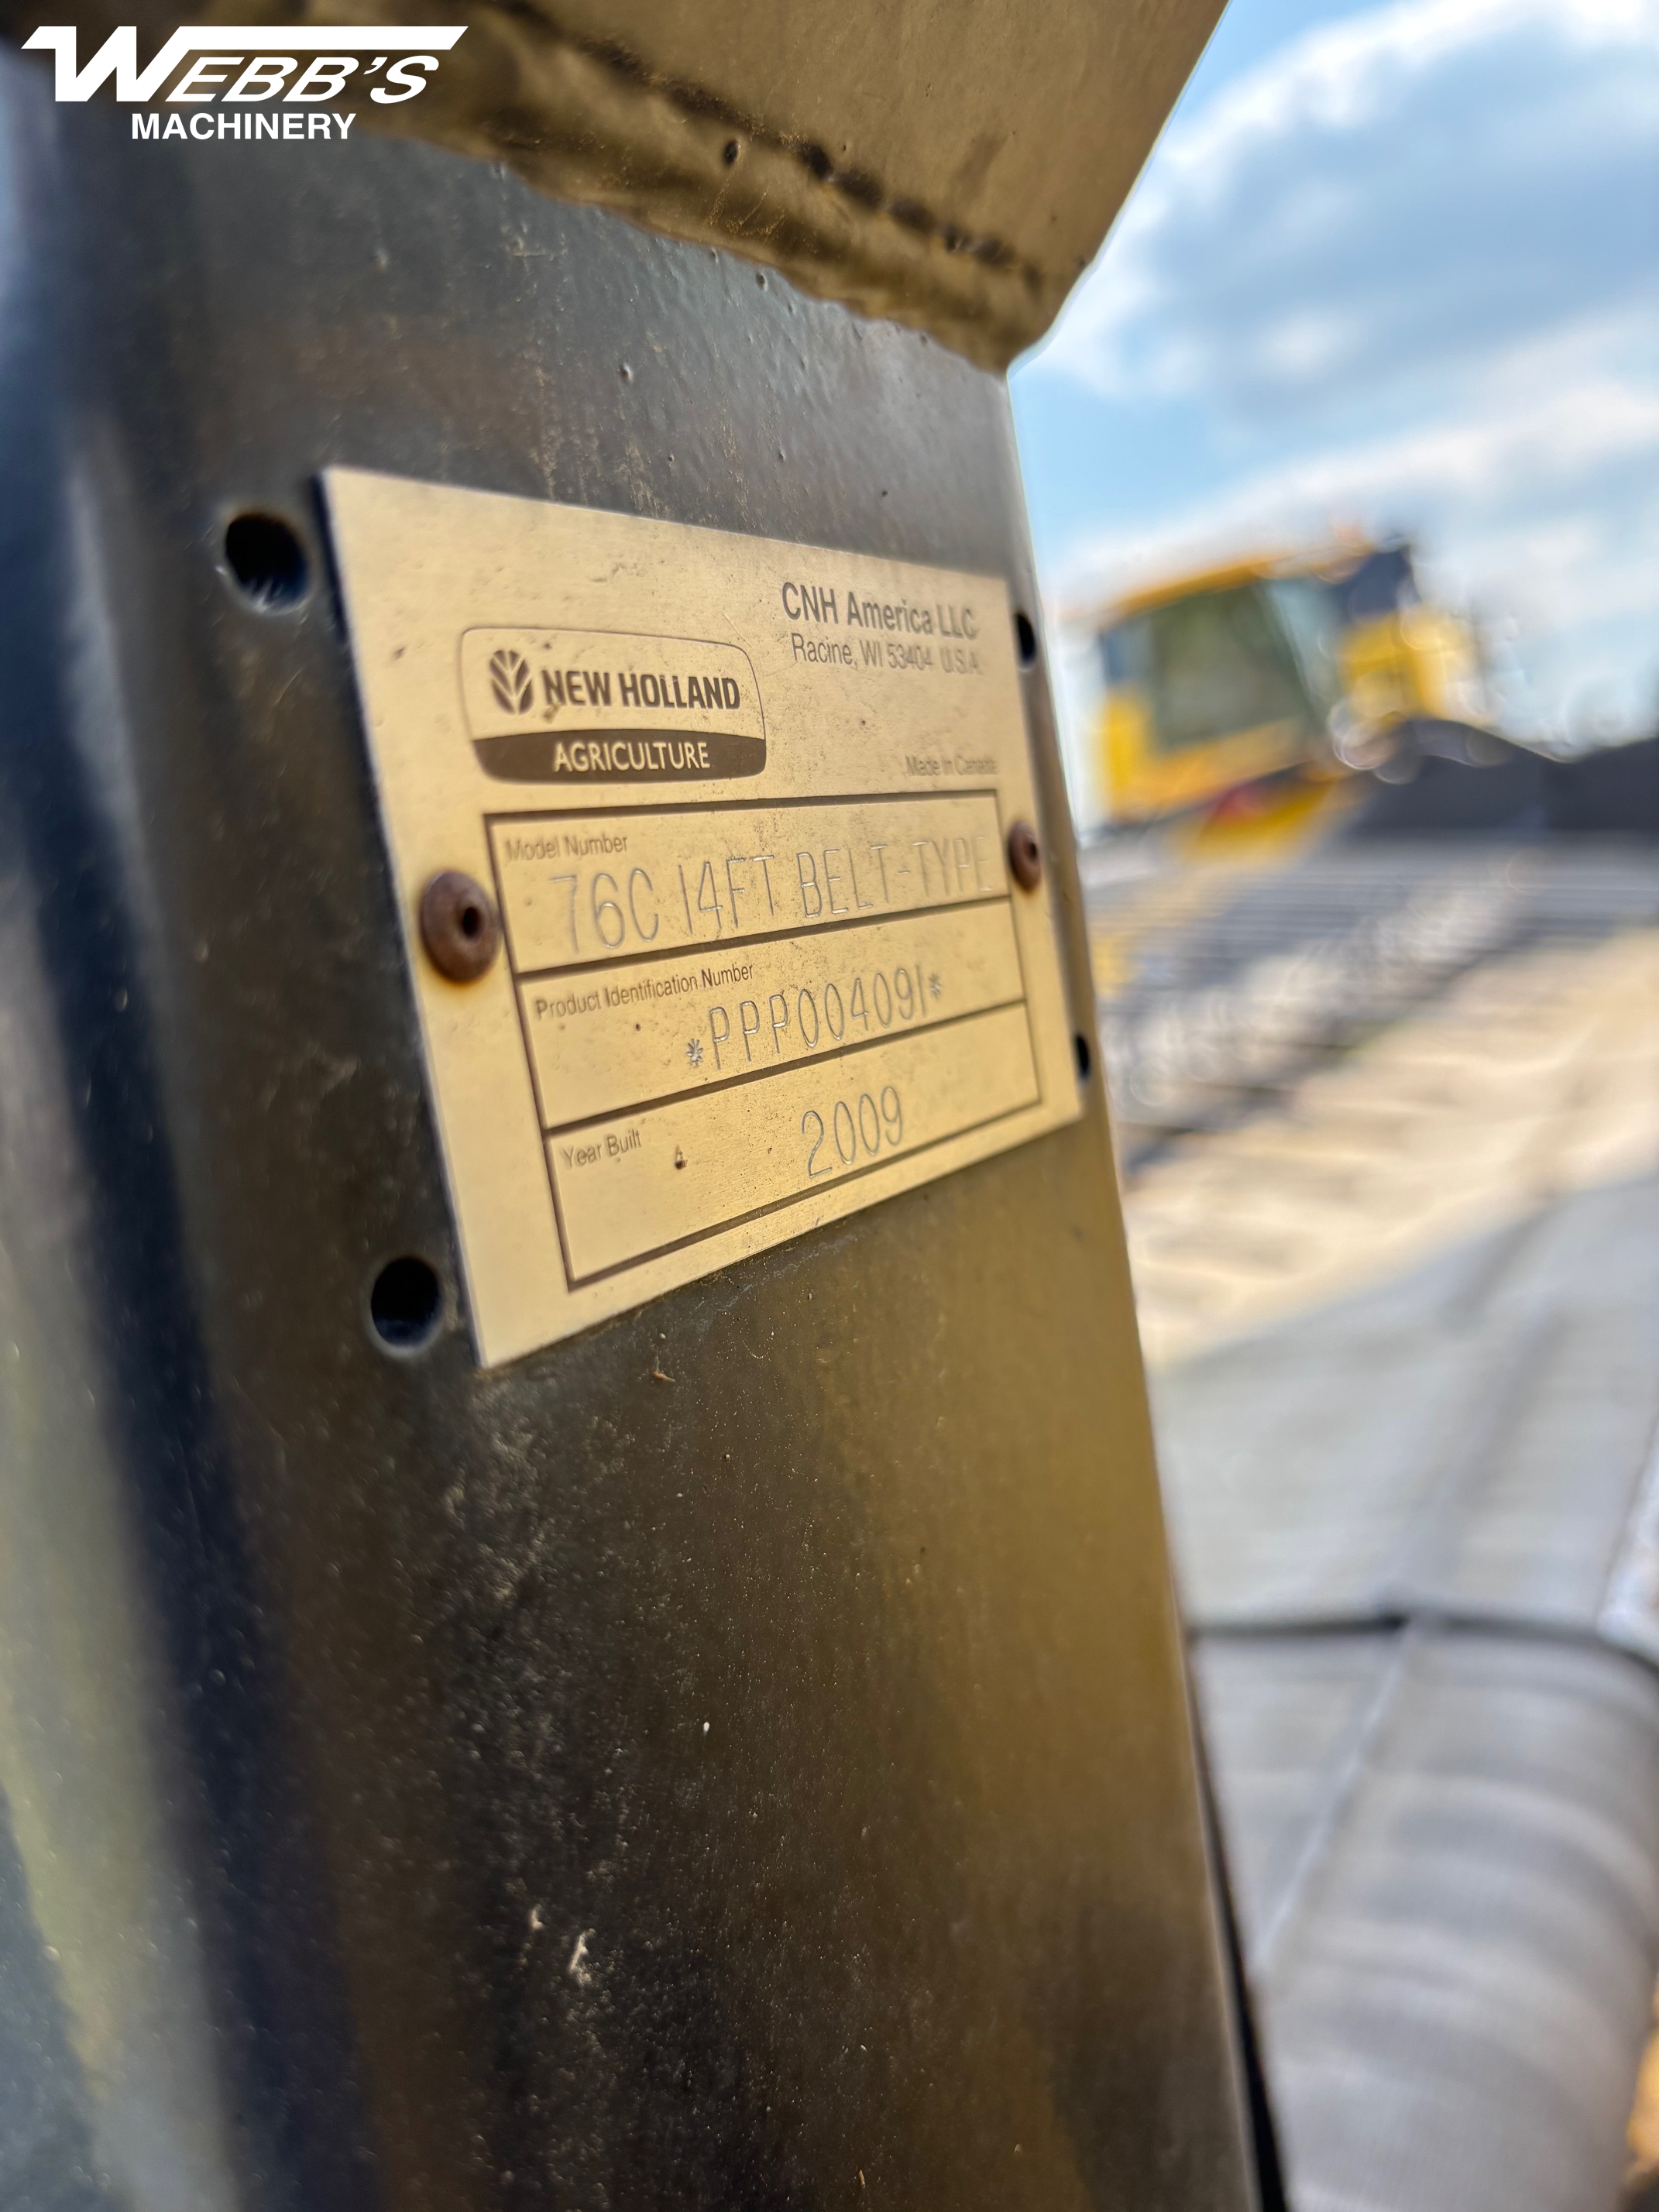 WEBB'S
MACHINERY
CNH America LLC
Racine, WI 53404 U.S.A.
NEW HOLLAND
AGRICULTURE
Made In Canada
Model Number
76C 14FT BELT-TYPE
Product Identification Number
*PPP004091*
Year Built
2009